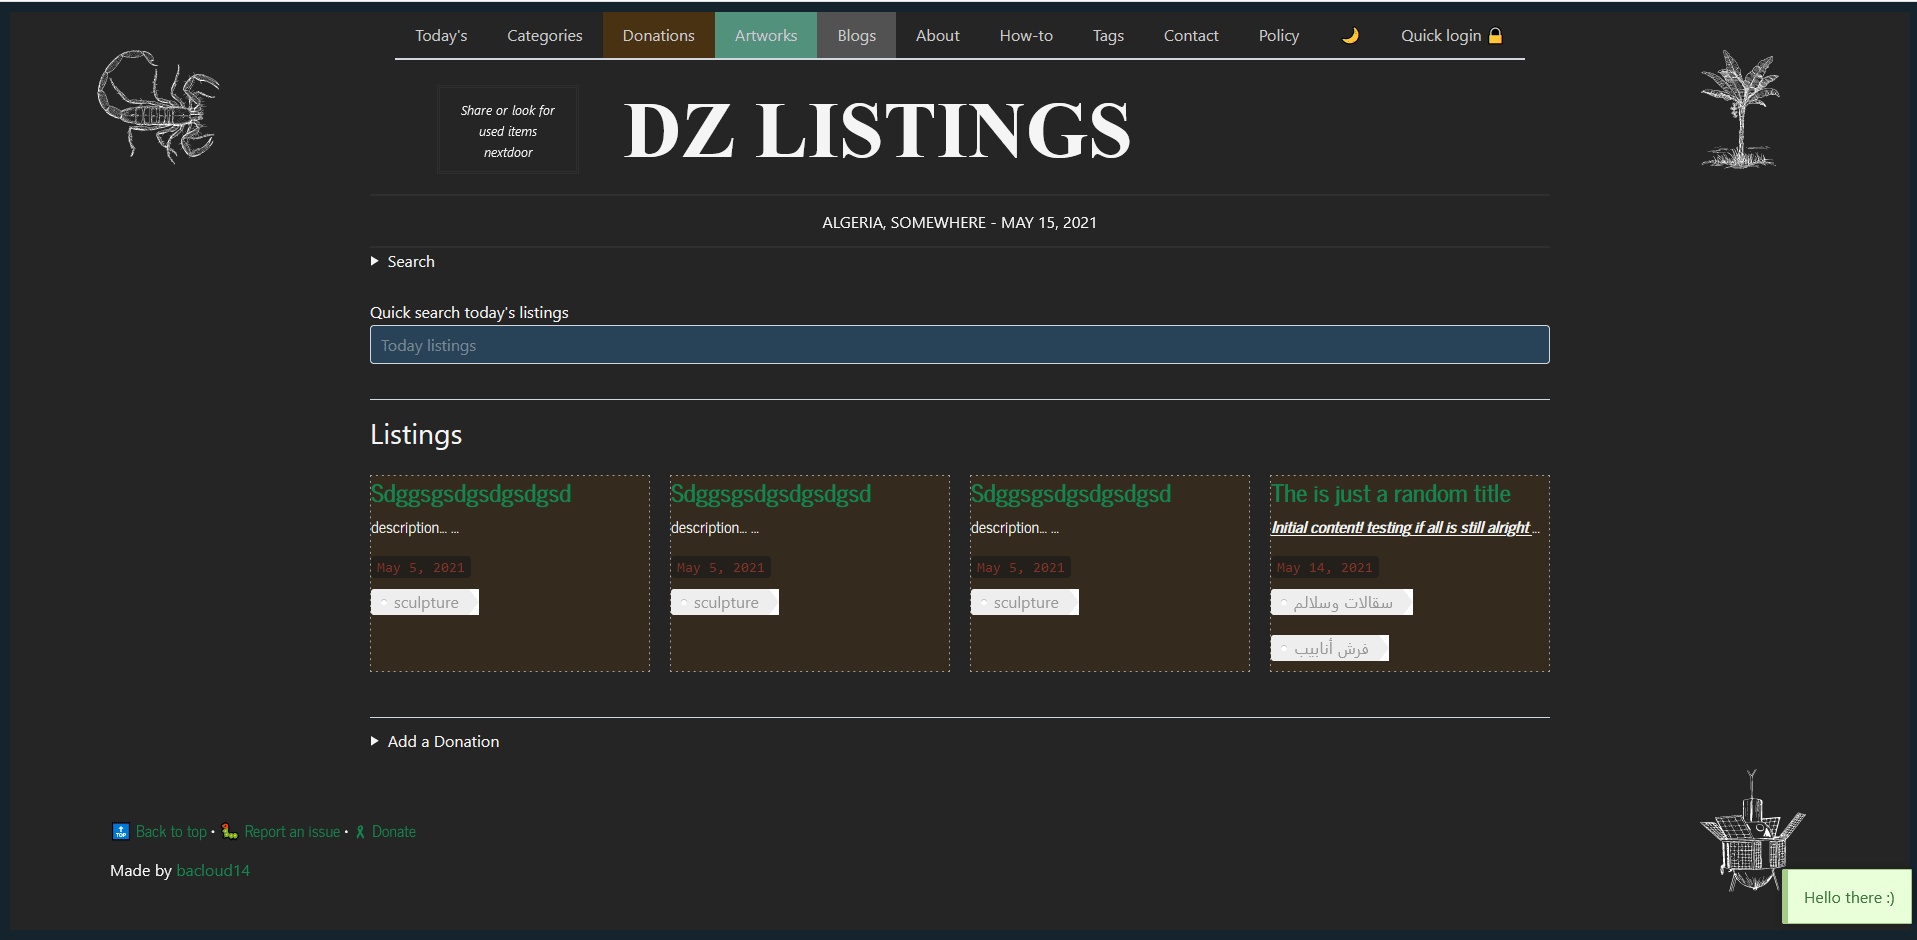 Today's Categories Donations Artworks Blogs About How-to Tags Contact Policy 🌙 Quick login 🔒
Share or look for
used items
nextdoor
DZ LISTINGS
ALGERIA, SOMEWHERE - MAY 15, 2021
Search
Quick search today's listings
Today listings
Listings
Sdggsgsdgsdgsdgsd
description... ...
May 5, 2021
sculpture
Sdggsgsdgsdgsdgsd
description... ...
May 5, 2021
sculpture
Sdggsgsdgsdgsdgsd
description... ...
May 5, 2021
sculpture
The is just a random title
Initial content! testing if all is still alright ...
May 14, 2021
سقالات وسلالم
فرش أنابيب
Add a Donation
🔝 Back to top • 🐛 Report an issue • 🎗 Donate
Made by bacloud14
Hello there :)